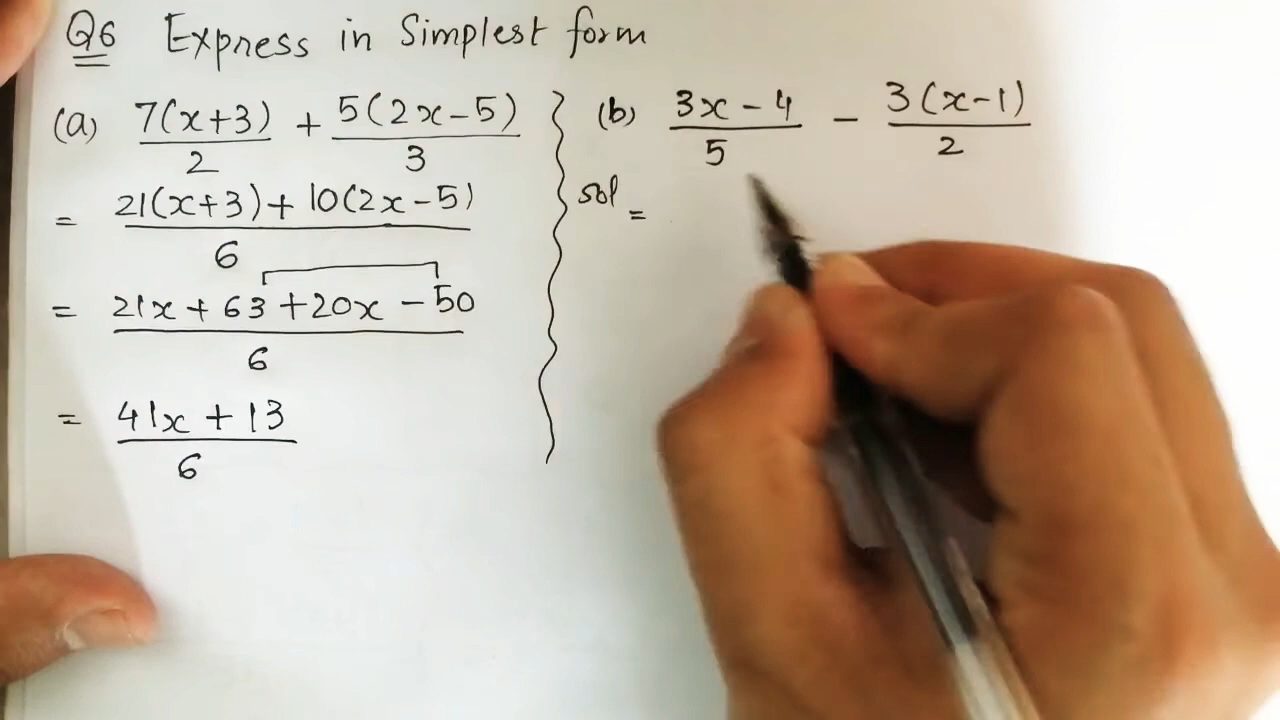 Q6 Express in Simplest form
(a) 7(x+3)/2 + 5(2x-5)/3
= 21(x+3)+10(2x-5)/6
= 21x+63+20x-50/6
= 41x+13/6
(b) 3x-4/5 - 3(x-1)/2
sol =